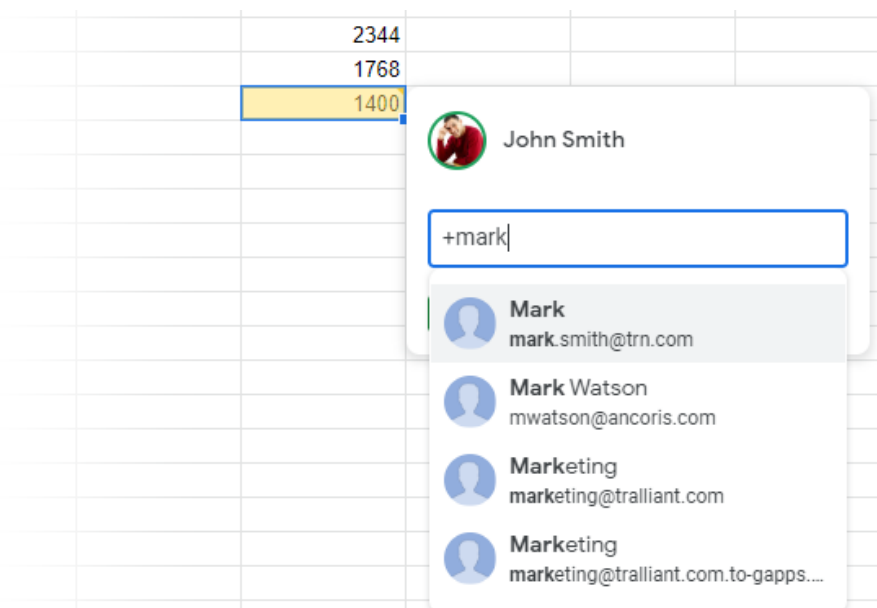 2344
1768
1400
John Smith
+mark
Mark
mark.smith@trn.com
Mark Watson
mwatson@ancoris.com
Marketing
marketing@tralliant.com
Marketing
marketing@tralliant.com.to-gapps....